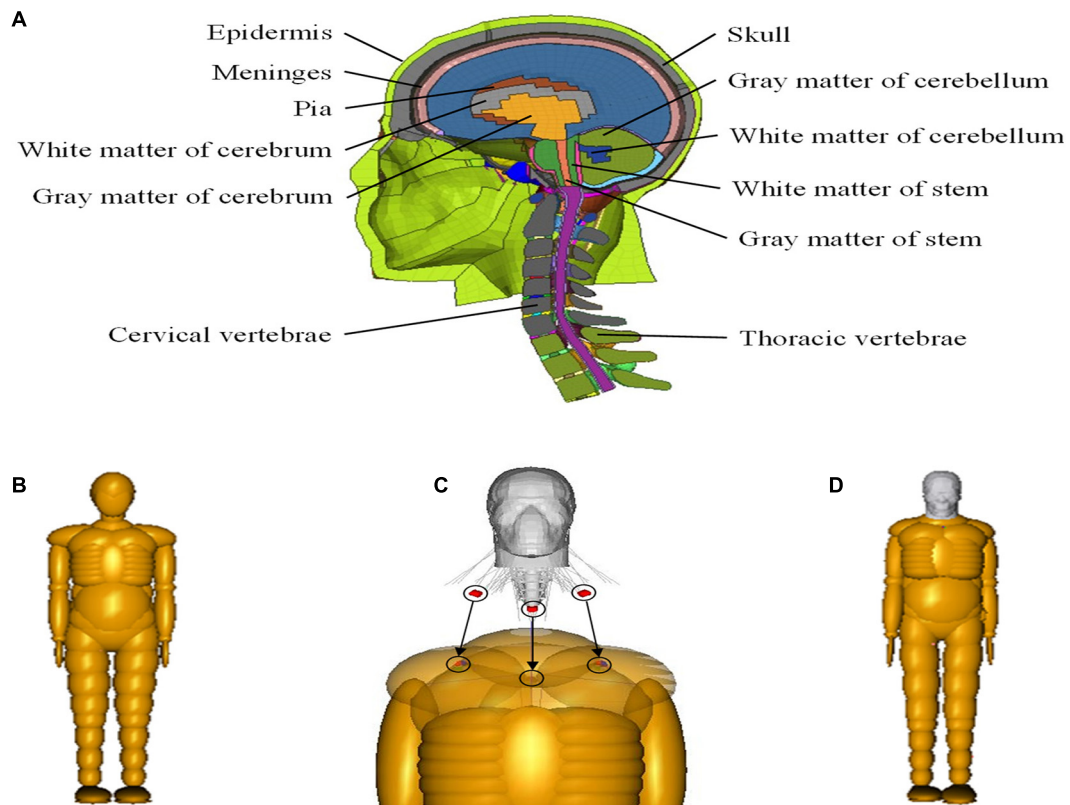 A
Epidermis
Meninges
Pia
White matter of cerebrum
Gray matter of cerebrum
Cervical vertebrae
Skull
Gray matter of cerebellum
White matter of cerebellum
White matter of stem
Gray matter of stem
Thoracic vertebrae
B
C
D